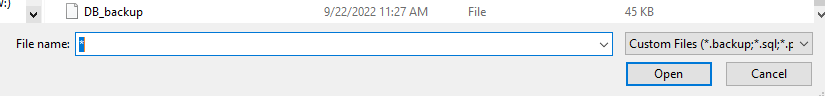 DB_backup 9/22/2022 11:27 AM File 45 KB
File name: * Custom Files (*.backup;*.sql;*.p
Open Cancel